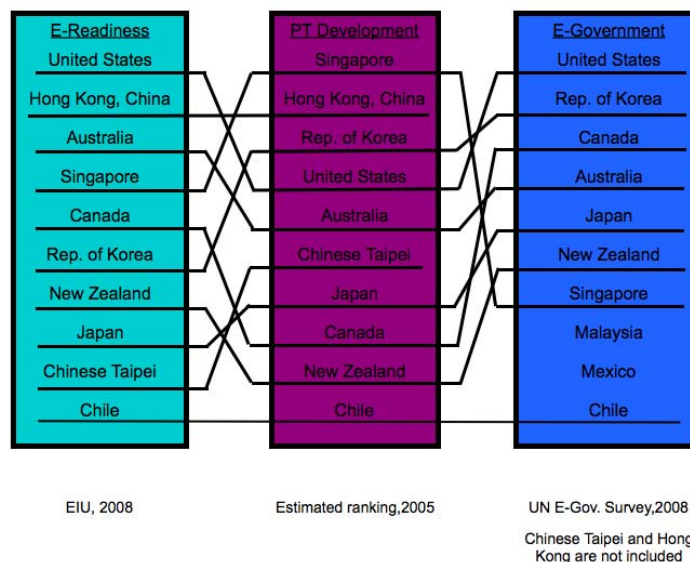 E-Readiness
United States
Hong Kong, China
Australia
Singapore
Canada
Rep. of Korea
New Zealand
Japan
Chinese Taipei
Chile
EIU, 2008
PT Development
Singapore
Hong Kong, China
Rep. of Korea
United States
Australia
Chinese Taipei
Japan
Canada
New Zealand
Chile
Estimated ranking,2005
E-Government
United States
Rep. of Korea
Canada
Australia
Japan
New Zealand
Singapore
Malaysia
Mexico
Chile
UN E-Gov. Survey,2008
Chinese Taipei and Hong
Kong are not included